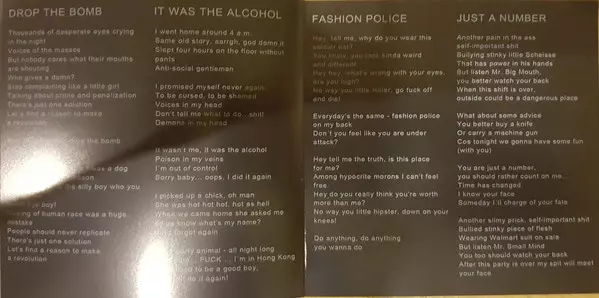 DROP THE BOMB
Thousands of desperate eyes crying
in the night
Voices of the masses
But nobody cares what their mouths
are shouting
Who gives a damn?
Stop complaining like a little girl
Talking about crime and penalization
There's just one solution
Let's find a reason to make
a revolution
the bomb
was a dog
silly boy who you
boy!
of human race was a huge
mistake
People should never replicate
There's just one solution
Let's find a reason to make
a revolution
IT WAS THE ALCOHOL
I went home around 4 a.m.
Same old story, aarrgh, god damn it
Slept four hours on the floor without
pants
Anti-social gentleman
I promised myself never again
To be cursed, to be shamed
Voices in my head
Don't tell me what to do...shit!
Demons in my head
It wasn't me, it was the alcohol
Poison in my veins
I'm out of control
Sorry baby.... oops, I did it again
I picked up a chick, oh man
She was hot hot hot, hot as hell
When we came home she asked me
do you know what's my name?
forgot again
party animal - all night long
FUCK ... I'm in Hong Kong
to be a good boy,
do it again!
FASHION POLICE
Hey, tell me, why do you wear this
soldier hat?
You know, you look kinda weird
and different
Hey hey, what's wrong with your eyes,
are you high?
No way you little hater, go fuck off
and die!
Everyday's the same - fashion police
on my back
Don't you feel like you are under
attack?
Hey tell me the truth, is this place
for me?
Among hypocrite morons I can't feel
free
Hey do you really think you're worth
more than me?
No way you little hipster, down on your
knees!
Do anything, do anything
you wanna do
JUST A NUMBER
Another pain in the ass
self-important shit
Bullying stinky little Scheisse
That has power in his hands
But listen Mr. Big Mouth,
you better watch your back
When this shift is over,
outside could be a dangerous place
What about some advice
You better buy a knife
Or carry a machine gun
Cos tonight we gonna have some fun
(with you)
You are just a number,
you should rather count on me...
Time has changed
I know your face
Someday I'll charge of your fate
Another slimy prick, self-important shit
Bullied stinky piece of flesh
Wearing Walmart suit on sale
But listen Mr. Small Mind
You too should watch your back
After this party is over my spit will meet
your face